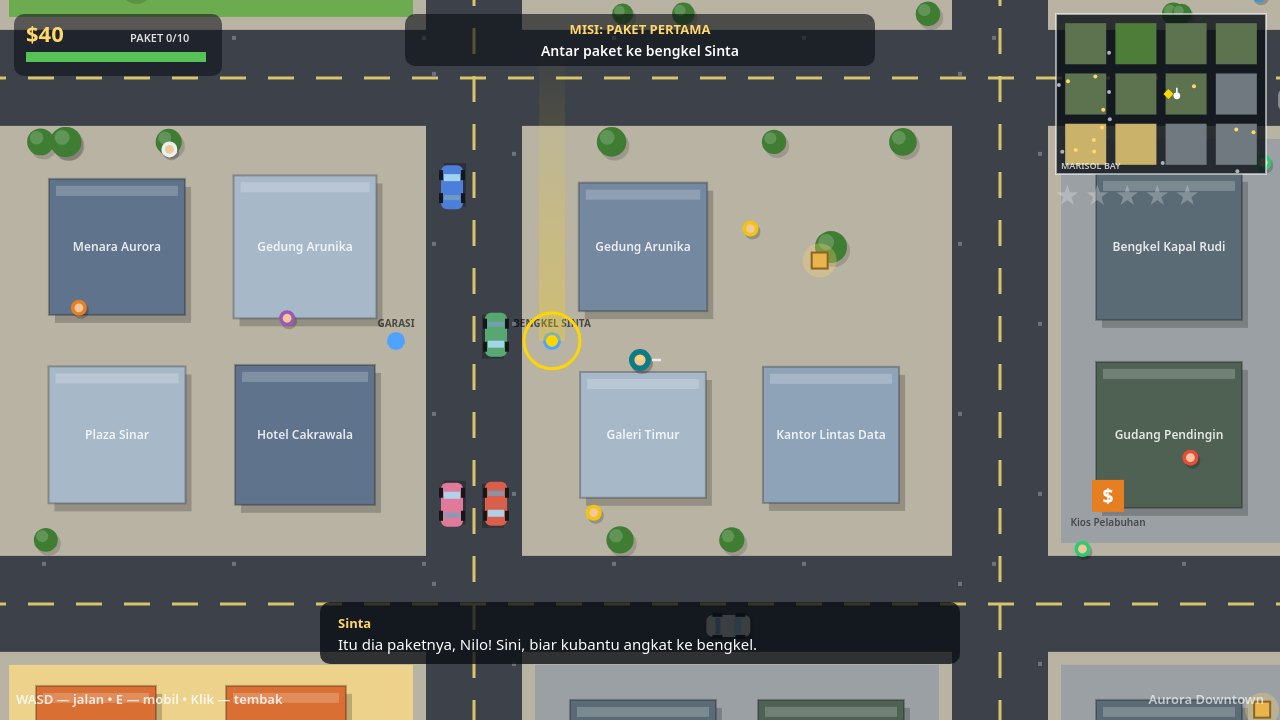 $40
PAKET 0/10
MISI: PAKET PERTAMA
Antar paket ke bengkel Sinta
MARISOL BAY
Menara Aurora
Gedung Arunika
Gedung Arunika
Bengkel Kapal Rudi
GARASI
BENGKEL SINTA
Plaza Sinar
Hotel Cakrawala
Galeri Timur
Kantor Lintas Data
Gudang Pendingin
$
Kios Pelabuhan
Sinta
Itu dia paketnya, Nilo! Sini, biar kubantu angkat ke bengkel.
WASD — jalan • E — mobil • Klik — tembak
Aurora Downtown